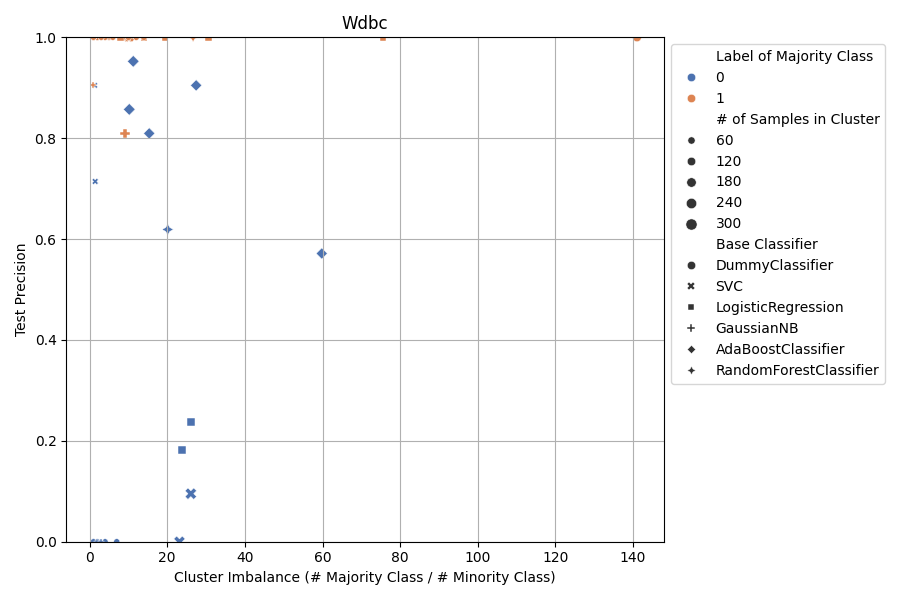 Wdbc
Test Precision
1.0
0.8
0.6
0.4
0.2
0.0
0 20 40 60 80 100 120 140
Cluster Imbalance (# Majority Class / # Minority Class)
Label of Majority Class
0
1
# of Samples in Cluster
60
120
180
240
300
Base Classifier
DummyClassifier
SVC
LogisticRegression
GaussianNB
AdaBoostClassifier
RandomForestClassifier